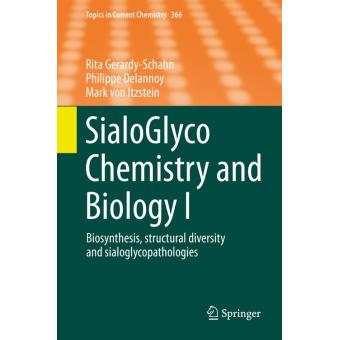 Topics in Current Chemistry 366
Rita Gerardy-Schahn
Philippe Delannoy
Mark von Itzstein
SialoGlyco
Chemistry and
Biology I
Biosynthesis, structural diversity
and sialoglycopathologies
Springer